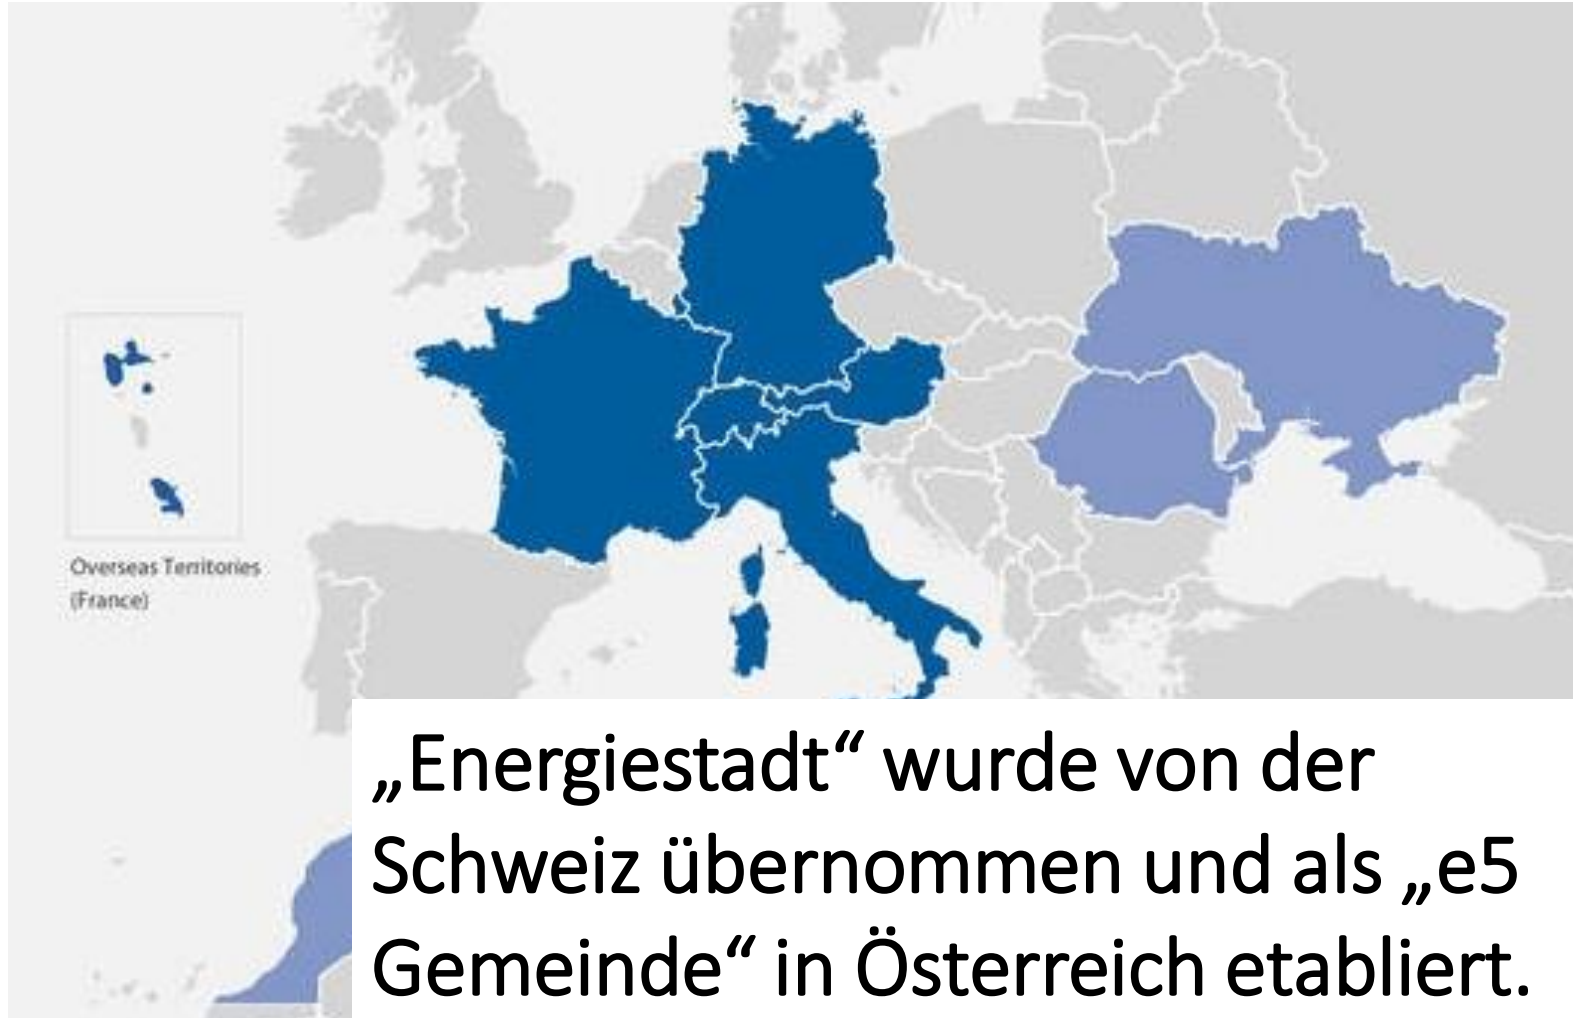 Overseas Territories
(France)
„Energiestadt“ wurde von der
Schweiz übernommen und als „e5
Gemeinde“ in Österreich etabliert.